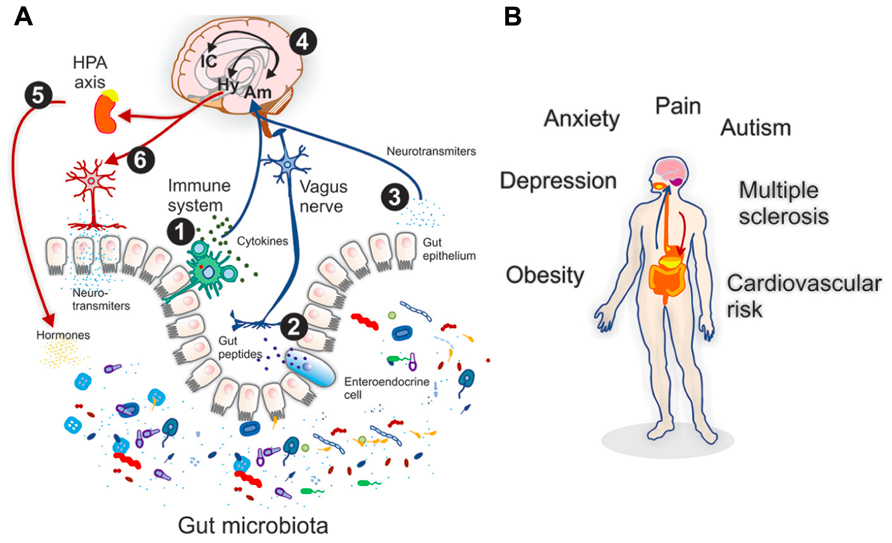 A
HPA
axis
5
IC
Hy
Am
4
6
Immune
system
1
Cytokines
Vagus
nerve
Neurotransmiters
3
Gut
epithelium
Neuro-
transmiters
Hormones
2
Gut
peptides
Enteroendocrine
cell
Gut microbiota
B
Anxiety
Pain
Autism
Depression
Multiple
sclerosis
Obesity
Cardiovascular
risk